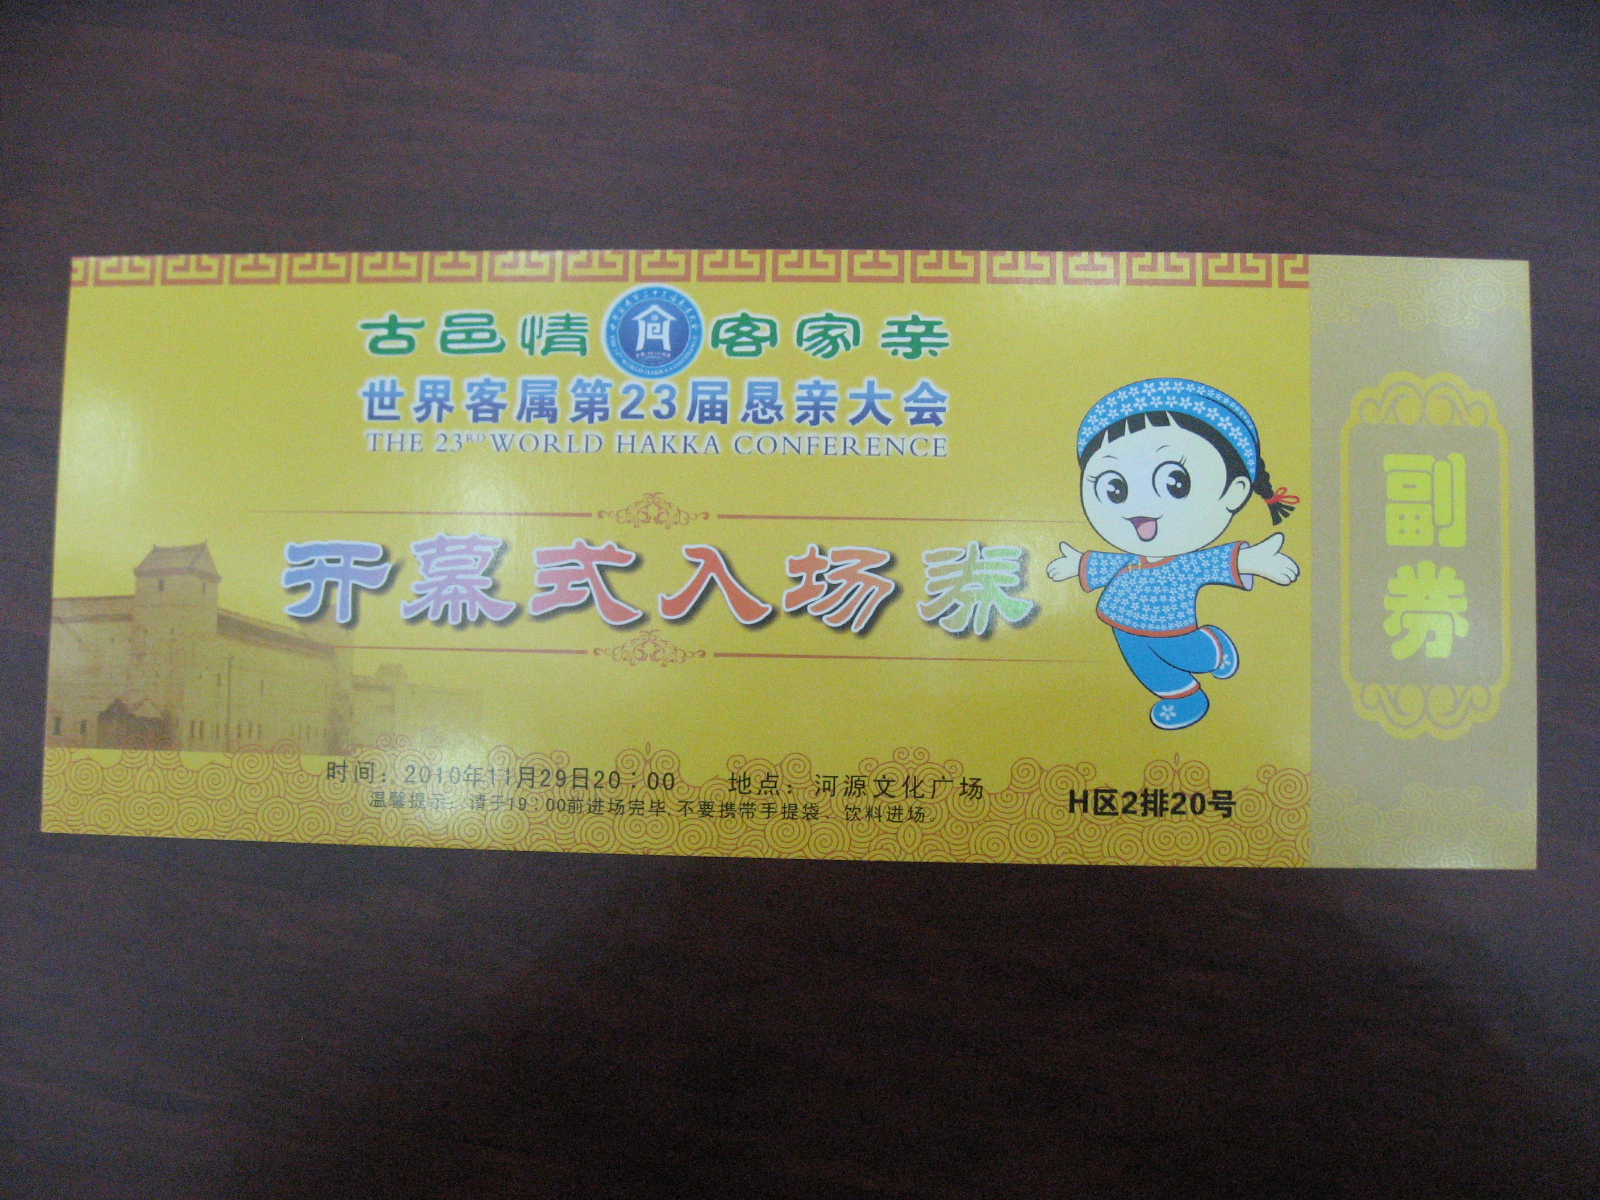 古邑情 客家亲
世界客属第23届恳亲大会
THE 23RD WORLD HAKKA CONFERENCE
开幕式入场券
时间：2010年11月29日20：00 地点：河源文化广场
温馨提示：请于19：00前进场完毕,不要携带手提袋、饮料进场。
H区2排20号
副券